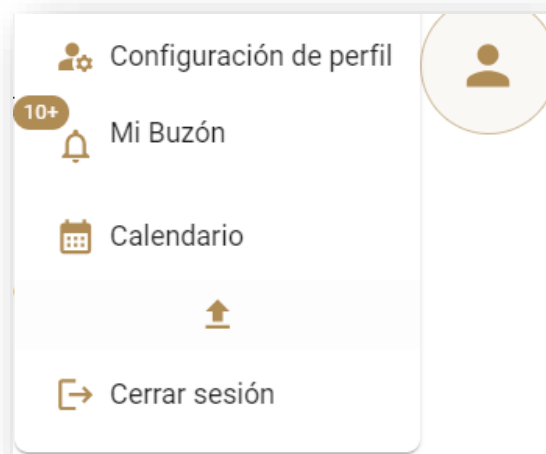 Configuración de perfil
10+
Mi Buzón
Calendario
Cerrar sesión